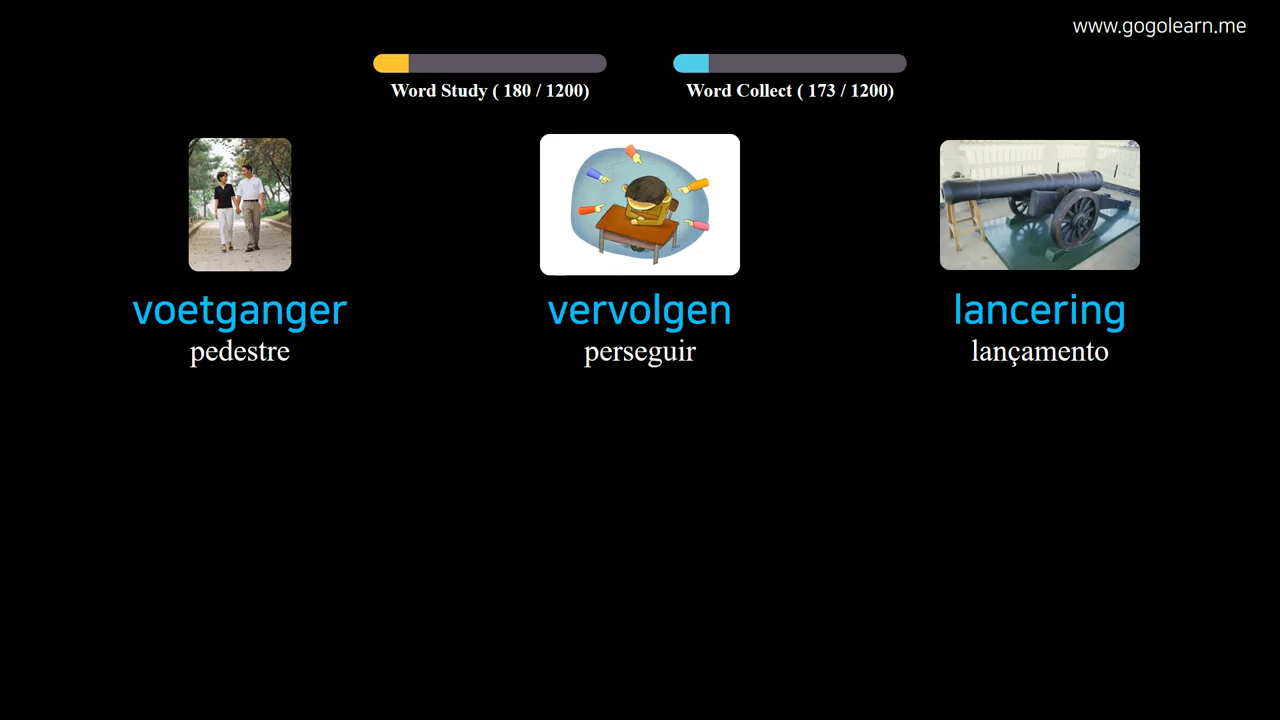 www.gogolearn.me
Word Study ( 180 / 1200)
Word Collect ( 173 / 1200)
voetganger
pedestre
vervolgen
perseguir
lancering
lançamento